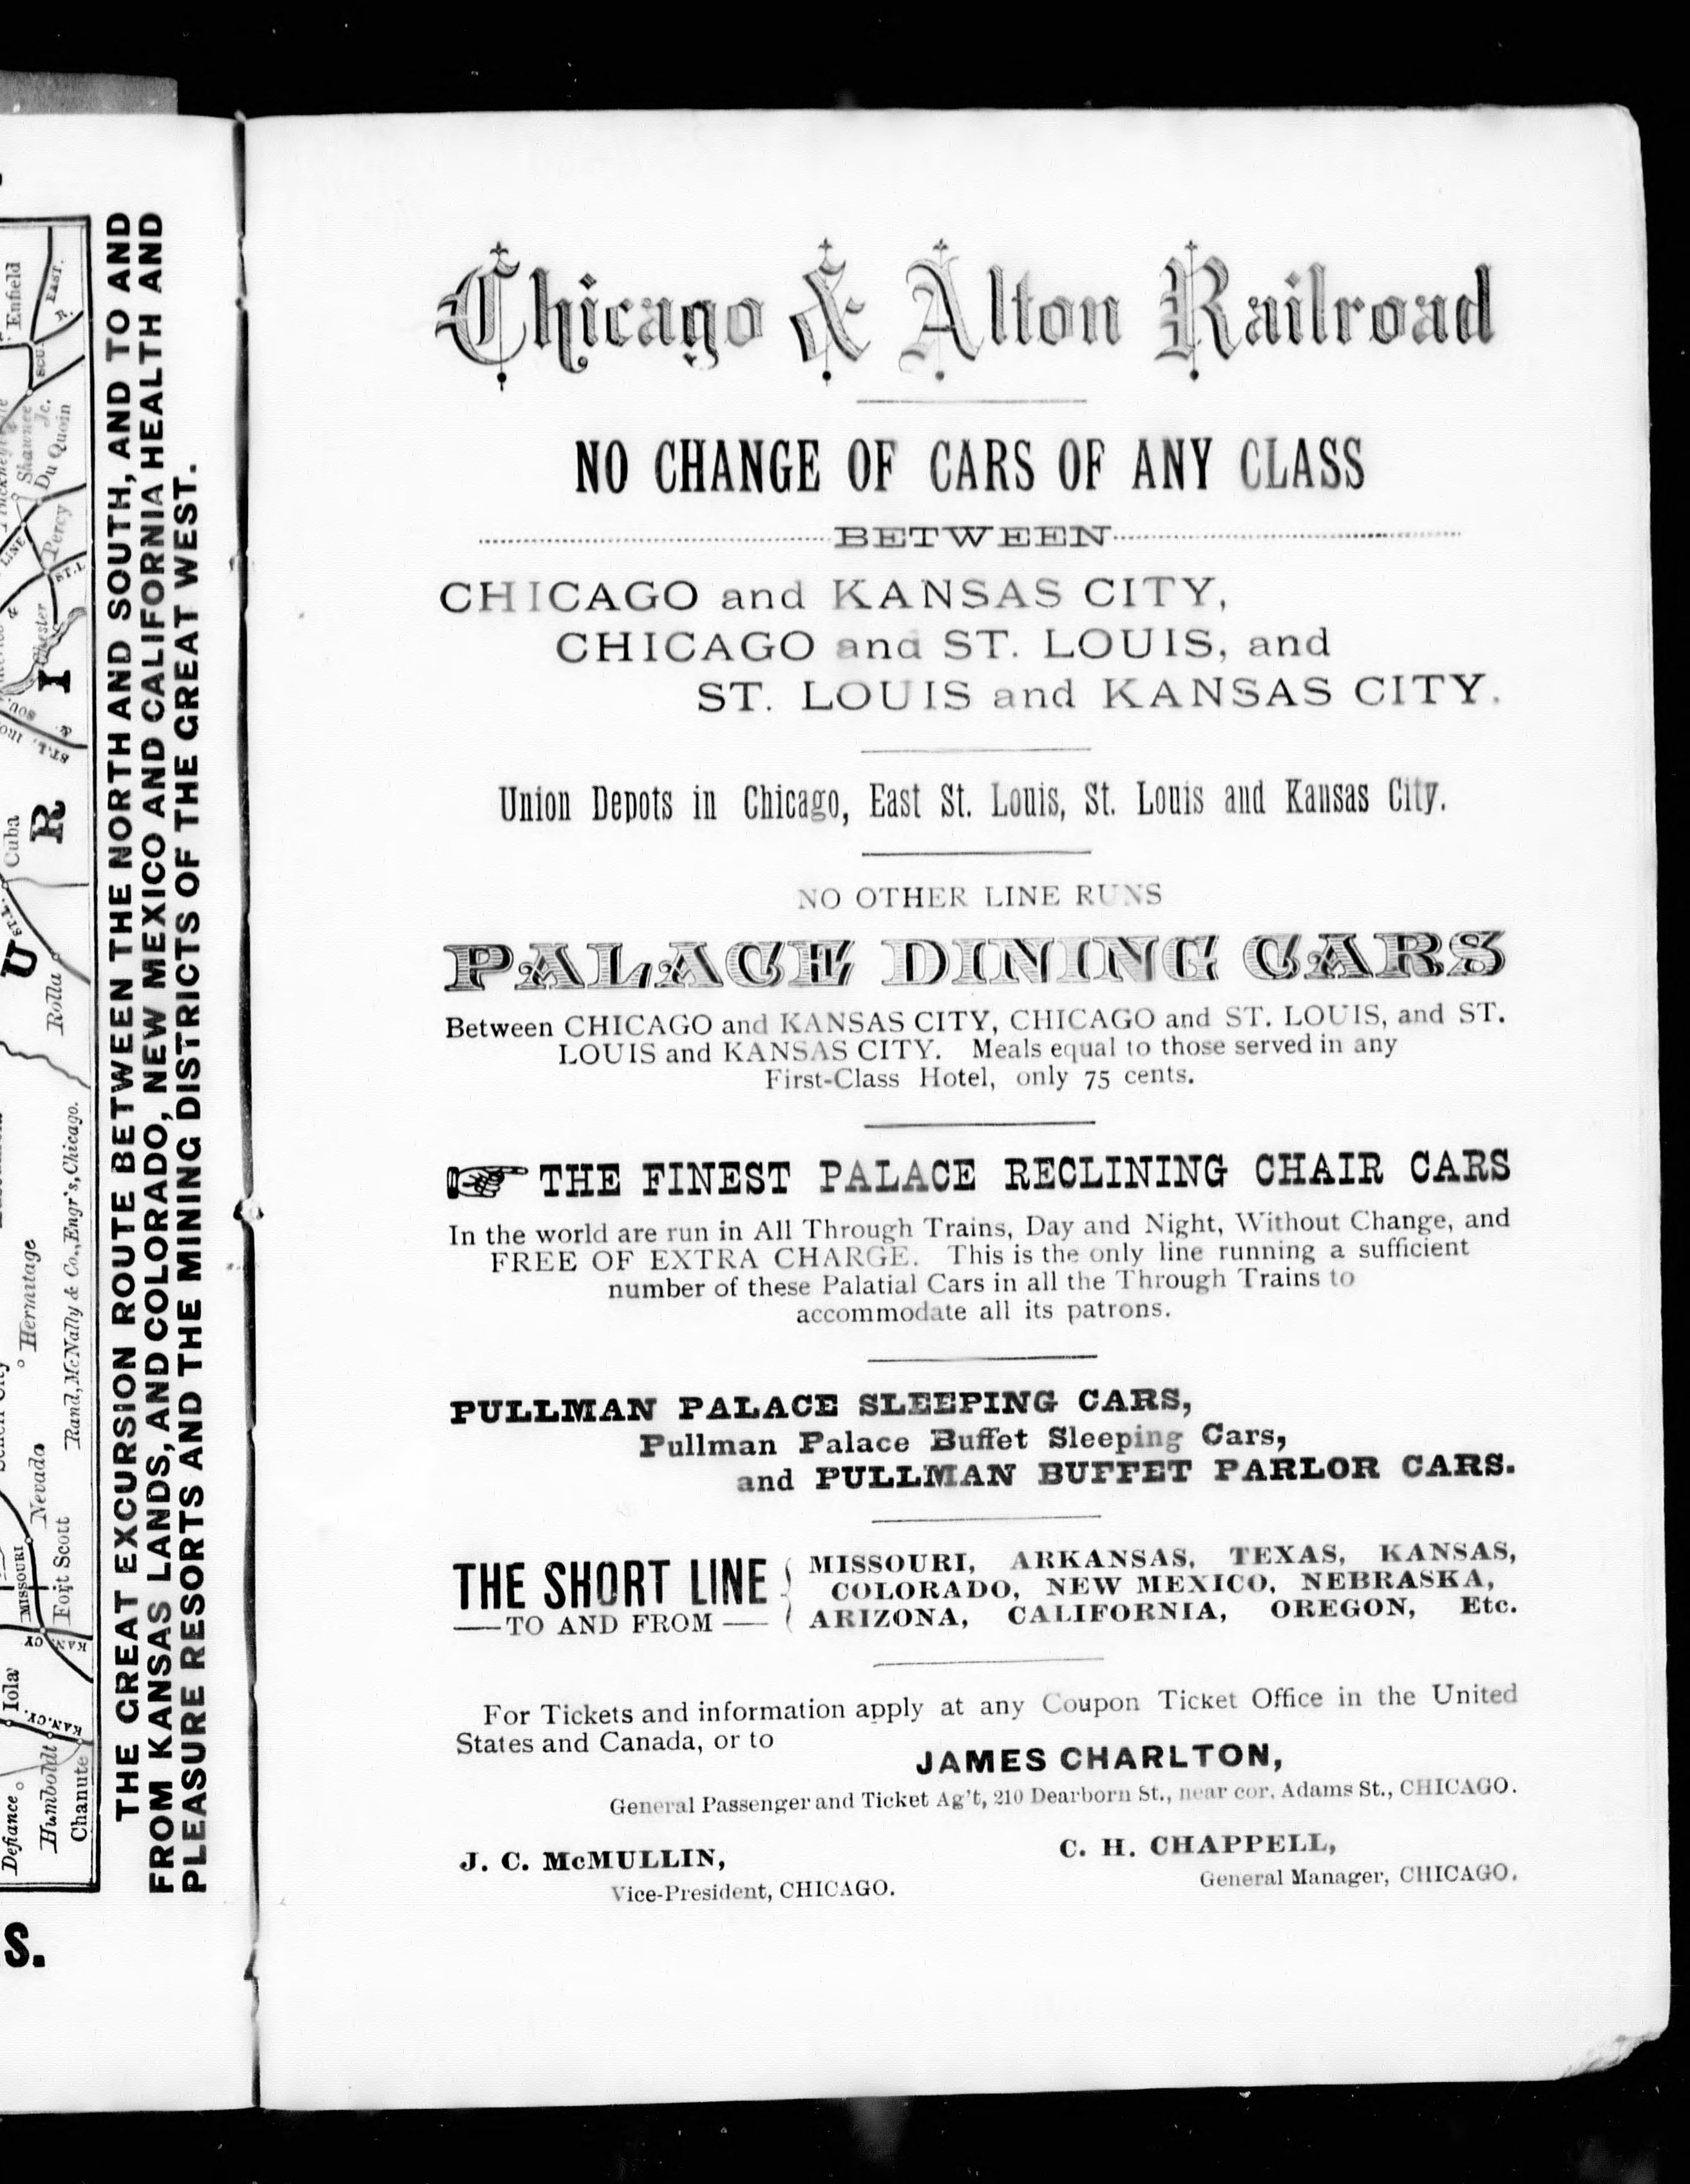 THE GREAT EXCURSION ROUTE BETWEEN THE NORTH AND SOUTH, AND TO AND
FROM KANSAS LANDS, AND COLORADO, NEW MEXICO AND CALIFORNIA HEALTH AND
PLEASURE RESORTS AND THE MINING DISTRICTS OF THE GREAT WEST.
Enfield
EAST.
R.
Jc.
Du Quoin
Percy
LINE
ST.L
Chester
I
R
U
Cuba
Rolla
Hermitage
Rand, McNally & Co., Engr's, Chicago.
Nevada
Fort Scott
MISSOURI
Iola
KAN.CY.
Humboldt
Chanute
Defiance
S.
Chicago & Alton Railroad
NO CHANGE OF CARS OF ANY CLASS
BETWEEN
CHICAGO and KANSAS CITY,
CHICAGO and ST. LOUIS, and
ST. LOUIS and KANSAS CITY.
Union Depots in Chicago, East St. Louis, St. Louis and Kansas City.
NO OTHER LINE RUNS
PALACE DINING CARS
Between CHICAGO and KANSAS CITY, CHICAGO and ST. LOUIS, and ST.
LOUIS and KANSAS CITY. Meals equal to those served in any
First-Class Hotel, only 75 cents.
THE FINEST PALACE RECLINING CHAIR CARS
In the world are run in All Through Trains, Day and Night, Without Change, and
FREE OF EXTRA CHARGE. This is the only line running a sufficient
number of these Palatial Cars in all the Through Trains to
accommodate all its patrons.
PULLMAN PALACE SLEEPING CARS,
Pullman Palace Buffet Sleeping Cars,
and PULLMAN BUFFET PARLOR CARS.
THE SHORT LINE
—TO AND FROM—
MISSOURI, ARKANSAS, TEXAS, KANSAS,
COLORADO, NEW MEXICO, NEBRASKA,
ARIZONA, CALIFORNIA, OREGON, Etc.
For Tickets and information apply at any Coupon Ticket Office in the United
States and Canada, or to
JAMES CHARLTON,
General Passenger and Ticket Ag't, 210 Dearborn St., near cor. Adams St., CHICAGO.
J. C. McMULLIN,
Vice-President, CHICAGO.
C. H. CHAPPELL,
General Manager, CHICAGO.